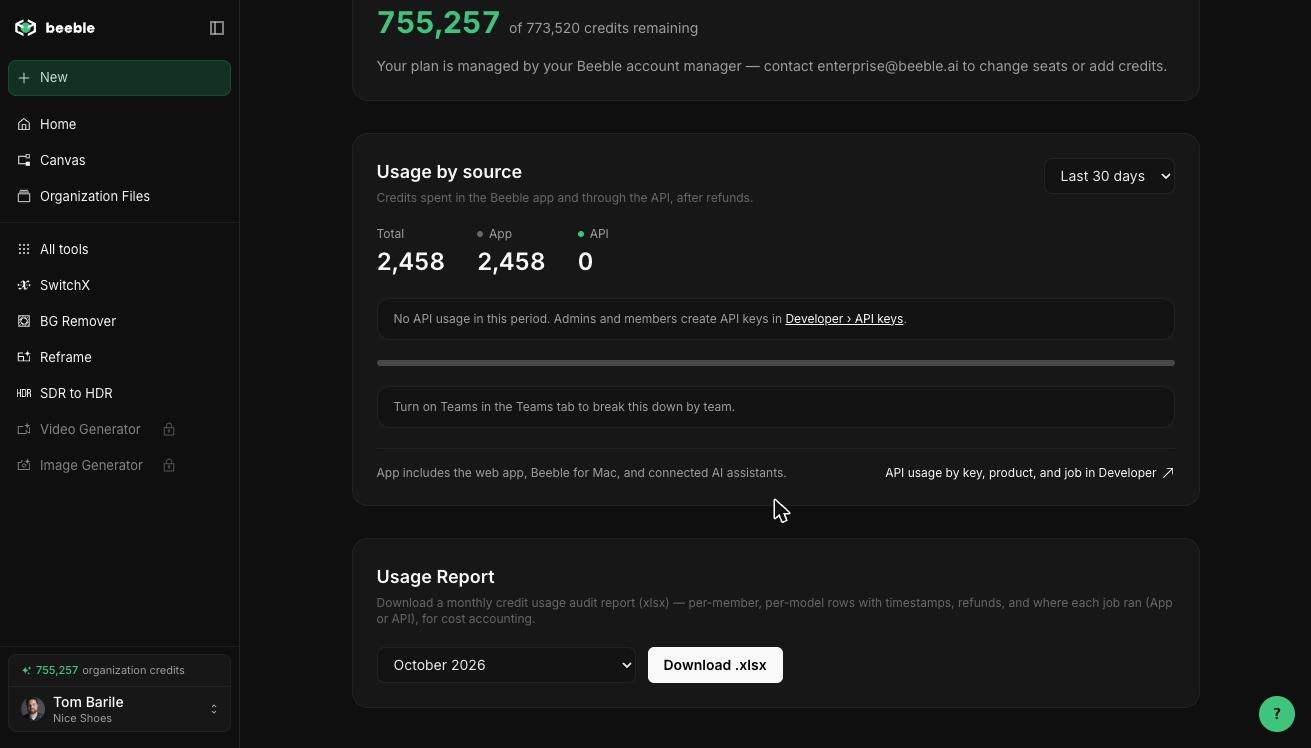 beeble
New
Home
Canvas
Organization Files
All tools
SwitchX
BG Remover
Reframe
HDR SDR to HDR
Video Generator
Image Generator
755,257 organization credits
Tom Barile
Nice Shoes
755,257 of 773,520 credits remaining
Your plan is managed by your Beeble account manager — contact enterprise@beeble.ai to change seats or add credits.
Usage by source
Last 30 days
Credits spent in the Beeble app and through the API, after refunds.
Total App API
2,458 2,458 0
No API usage in this period. Admins and members create API keys in Developer › API keys.
Turn on Teams in the Teams tab to break this down by team.
App includes the web app, Beeble for Mac, and connected AI assistants.
API usage by key, product, and job in Developer
Usage Report
Download a monthly credit usage audit report (xlsx) — per-member, per-model rows with timestamps, refunds, and where each job ran (App
or API), for cost accounting.
October 2026
Download .xlsx
?